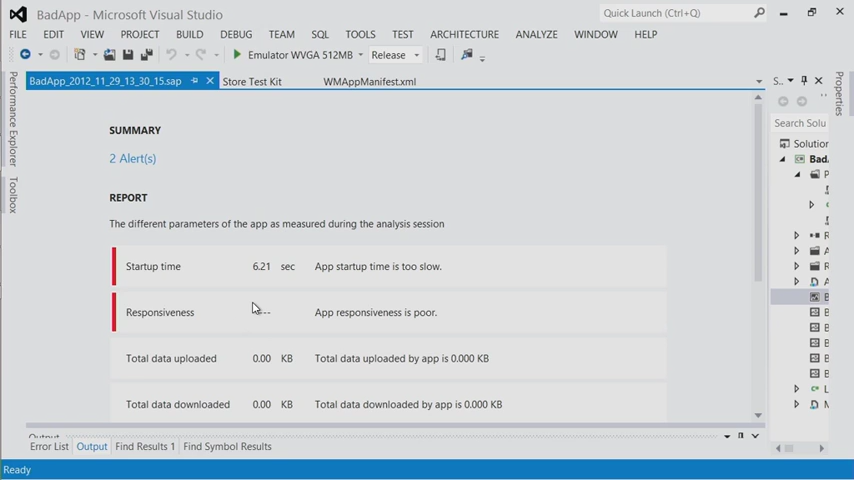 BadApp - Microsoft Visual Studio
Quick Launch (Ctrl+Q)
FILE EDIT VIEW PROJECT BUILD DEBUG TEAM SQL TOOLS TEST ARCHITECTURE ANALYZE WINDOW HELP
Emulator WVGA 512MB Release
BadApp_2012_11_29_13_30_15.sap Store Test Kit WMAppManifest.xml
S..
Performance Explorer
Toolbox
Properties
Search Solu
Solution
Bad
SUMMARY
2 Alert(s)
REPORT
The different parameters of the app as measured during the analysis session
Startup time 6.21 sec App startup time is too slow.
Responsiveness --- App responsiveness is poor.
Total data uploaded 0.00 KB Total data uploaded by app is 0.000 KB
Total data downloaded 0.00 KB Total data downloaded by app is 0.000 KB
P
R
A
R
A
B
B
B
B
B
B
L
M
Output
Error List Output Find Results 1 Find Symbol Results
Ready